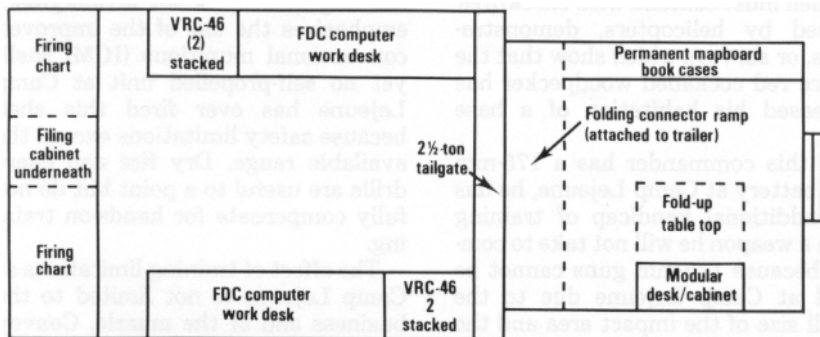 Firing
chart
Filing
cabinet
underneath
Firing
chart
VRC-46
(2)
stacked
FDC computer
work desk
FDC computer
work desk
VRC-46
2
stacked
2½-ton
tailgate
Permanent mapboard
book cases
Folding connector ramp
(attached to trailer)
Fold-up
table top
Modular
desk/cabinet